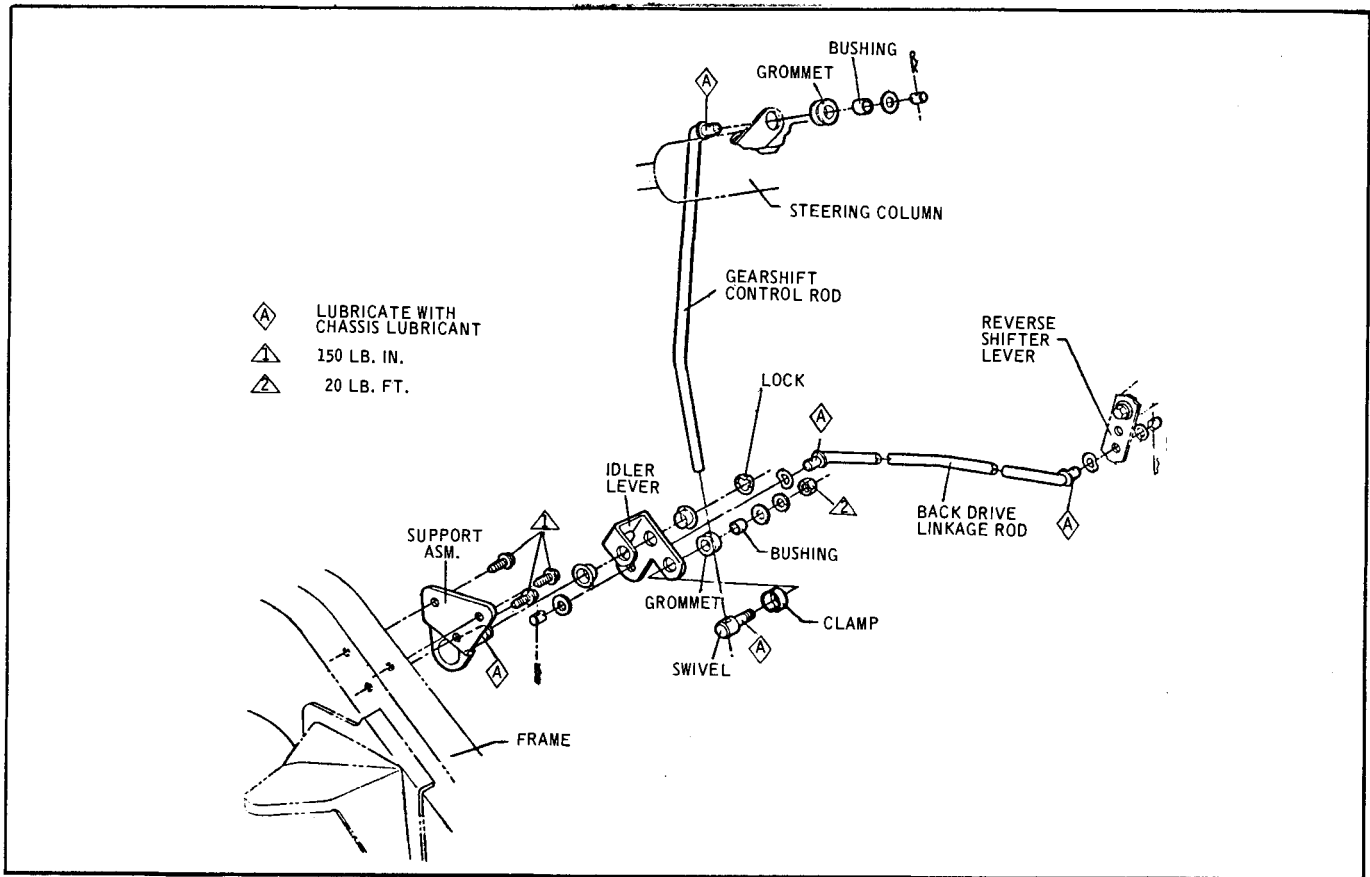 BUSHING
GROMMET
A
STEERING COLUMN
GEARSHIFT
CONTROL ROD
A LUBRICATE WITH
CHASSIS LUBRICANT
1 150 LB. IN.
2 20 LB. FT.
REVERSE
SHIFTER
LEVER
LOCK
A
IDLER
LEVER
1
2
BACK DRIVE
LINKAGE ROD
A
SUPPORT
ASM.
BUSHING
GROMMET
CLAMP
A
SWIVEL
A
FRAME